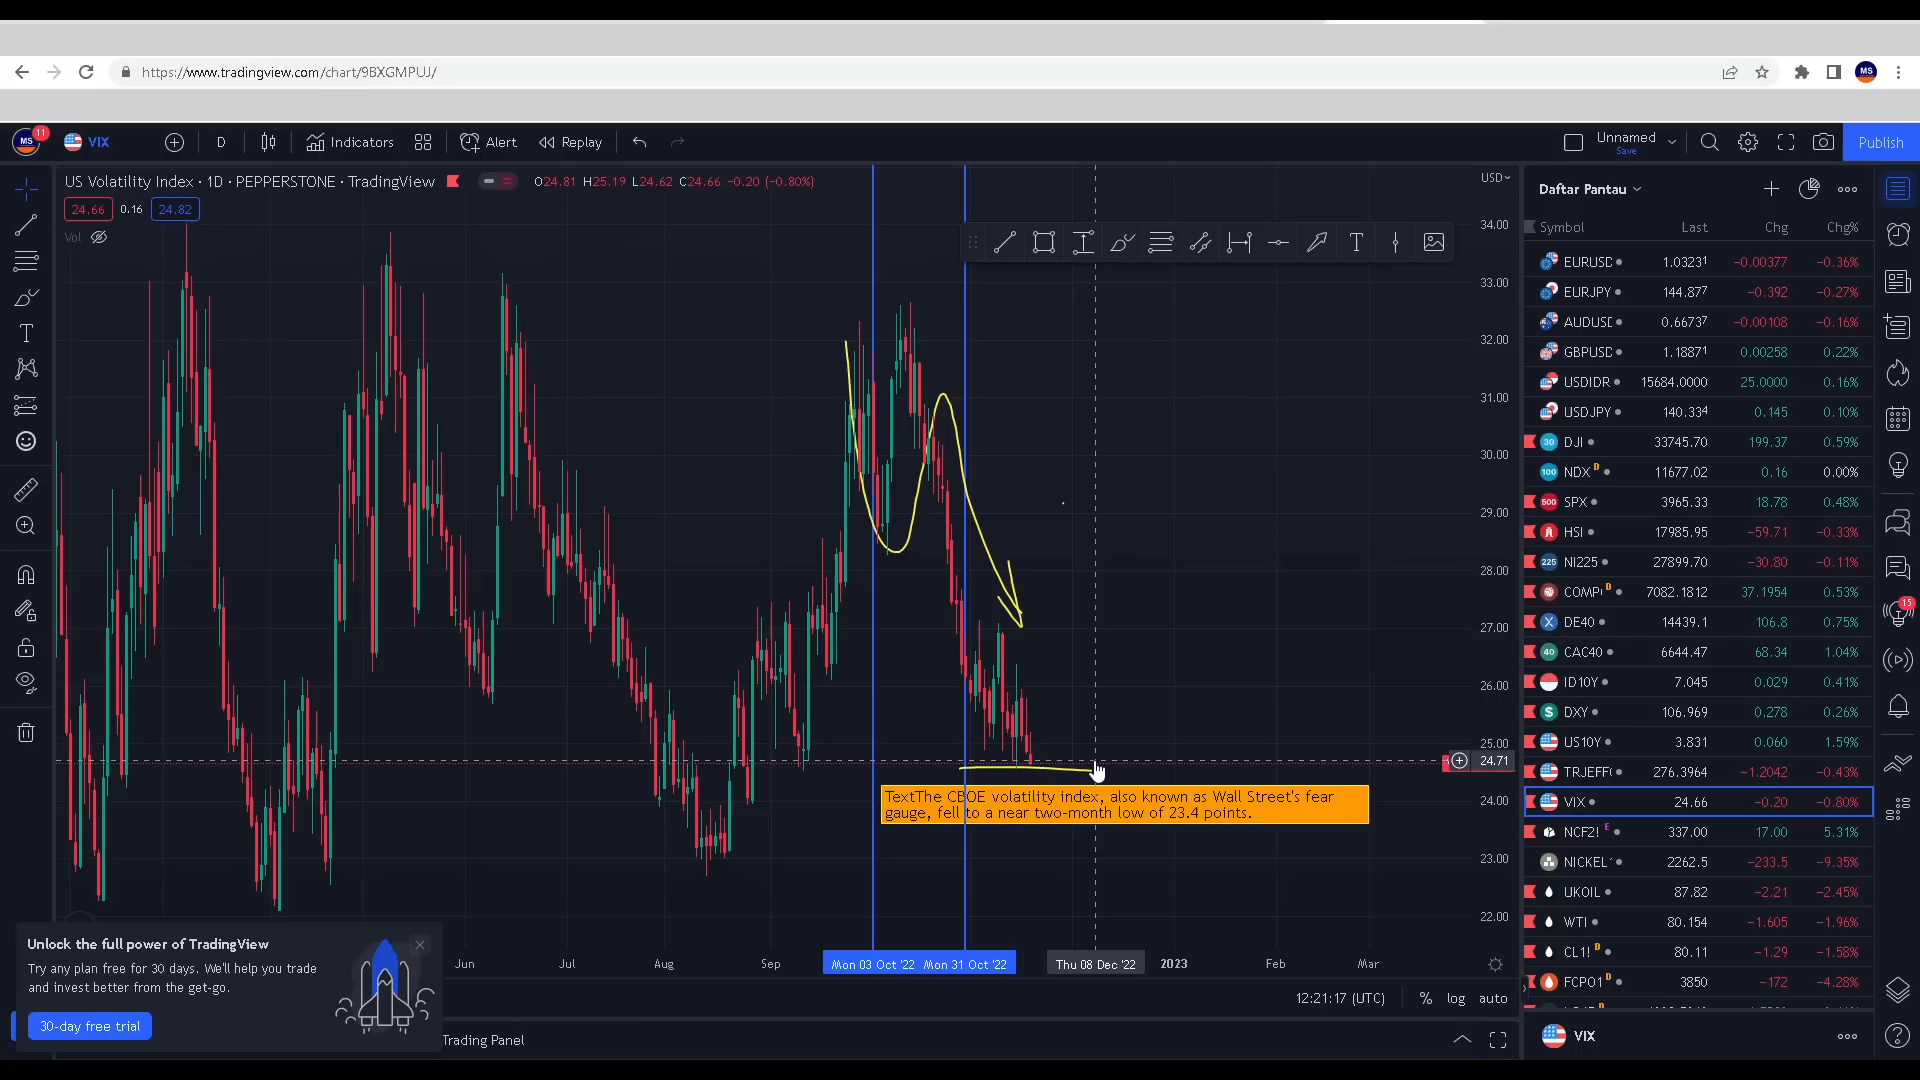 https://www.tradingview.com/chart/9BXGMPUJ/
MS
MS
11
VIX
D
Indicators
Alert
Replay
Unnamed
Save
Publish
US Volatility Index · 1D · PEPPERSTONE · TradingView
O24.81 H25.19 L24.62 C24.66 −0.20 (−0.80%)
24.66 0.16 24.82
Vol
USD
34.00
33.00
32.00
31.00
30.00
29.00
28.00
27.00
26.00
25.00
24.71
24.00
23.00
22.00
TextThe CBOE volatility index, also known as Wall Street's fear
gauge, fell to a near two-month low of 23.4 points.
Jun Jul Aug Sep Mon 03 Oct '22 Mon 31 Oct '22 Thu 08 Dec '22 2023 Feb Mar
12:21:17 (UTC) % log auto
Trading Panel
Unlock the full power of TradingView
Try any plan free for 30 days. We'll help you trade
and invest better from the get-go.
30-day free trial
Daftar Pantau
Symbol Last Chg Chg%
EURUSD 1.03231 −0.00377 −0.36%
EURJPY 144.877 −0.392 −0.27%
AUDUSD 0.66737 −0.00108 −0.16%
GBPUSD 1.18871 0.00258 0.22%
USDIDR 15684.0000 25.0000 0.16%
USDJPY 140.334 0.145 0.10%
30 DJI 33745.70 199.37 0.59%
100 NDX D 11677.02 0.16 0.00%
500 SPX 3965.33 18.78 0.48%
HSI 17985.95 −59.71 −0.33%
225 NI225 27899.70 −30.80 −0.11%
COMP D 7082.1812 37.1954 0.53%
X DE40 14439.1 106.8 0.75%
40 CAC40 6644.47 68.34 1.04%
ID10Y 7.045 0.029 0.41%
S DXY 106.969 0.278 0.26%
US10Y 3.831 0.060 1.59%
TRJEFF 276.3964 −1.2042 −0.43%
VIX 24.66 −0.20 −0.80%
NCF2! E 337.00 17.00 5.31%
NICKEL 2262.5 −233.5 −9.35%
UKOIL 87.82 −2.21 −2.45%
WTI 80.154 −1.605 −1.96%
CL1! D 80.11 −1.29 −1.58%
FCPO1 D 3850 −172 −4.28%
VIX
15